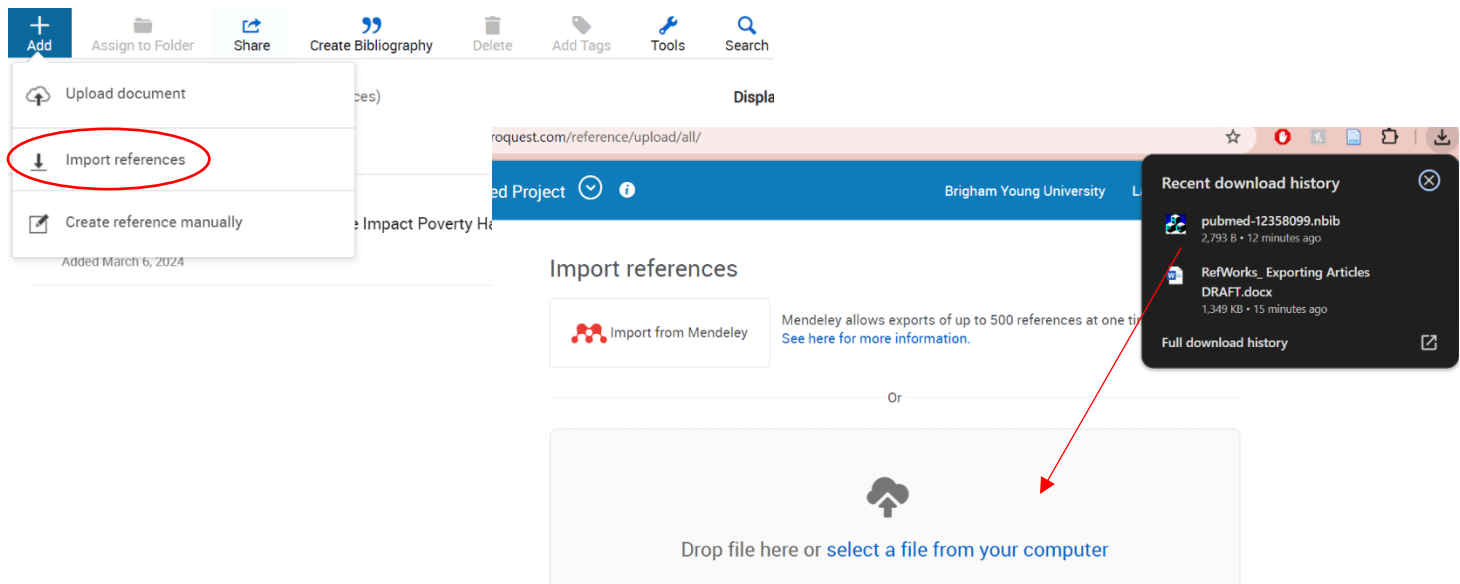 Add
Assign to Folder
Share
Create Bibliography
Delete
Add Tags
Tools
Search
Upload document
ces)
Displa
Import references
Create reference manually
e Impact Poverty Ha
Added March 6, 2024
roquest.com/reference/upload/all/
ed Project
Brigham Young University
Import references
Import from Mendeley
Mendeley allows exports of up to 500 references at one tir
See here for more information.
Or
Drop file here or select a file from your computer
Recent download history
pubmed-12358099.nbib
2,793 B • 12 minutes ago
RefWorks_ Exporting Articles
DRAFT.docx
1,349 KB • 15 minutes ago
Full download history